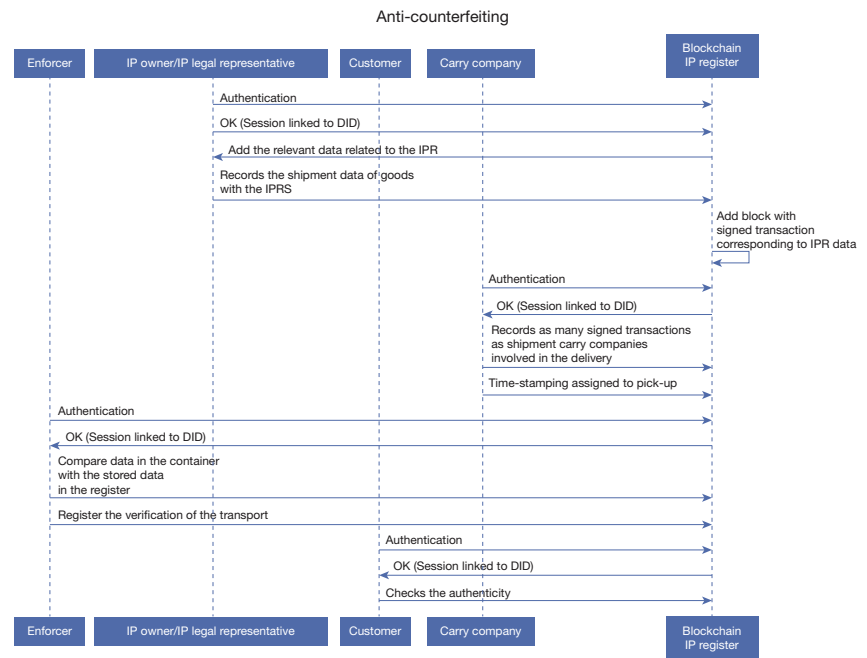 Anti-counterfeiting
Enforcer
IP owner/IP legal representative
Customer
Carry company
Blockchain
IP register
Authentication
OK (Session linked to DID)
Add the relevant data related to the IPR
Records the shipment data of goods
with the IPRS
Add block with
signed transaction
corresponding to IPR data
Authentication
OK (Session linked to DID)
Records as many signed transactions
as shipment carry companies
involved in the delivery
Time-stamping assigned to pick-up
Authentication
OK (Session linked to DID)
Compare data in the container
with the stored data
in the register
Register the verification of the transport
Authentication
OK (Session linked to DID)
Checks the authenticity
Enforcer
IP owner/IP legal representative
Customer
Carry company
Blockchain
IP register